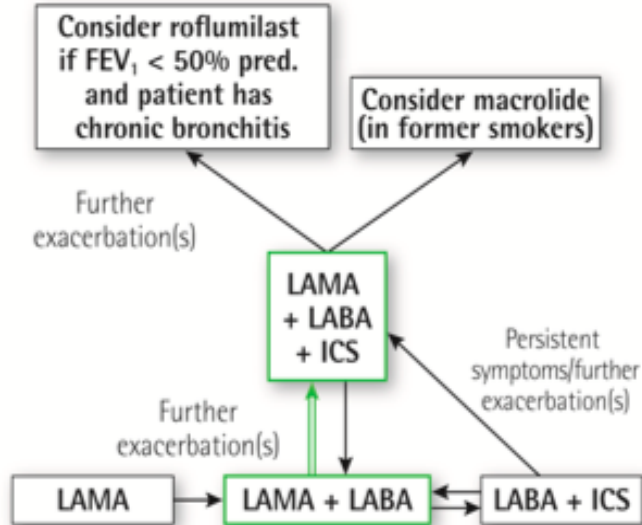 Consider roflumilast
if FEV₁ < 50% pred.
and patient has
chronic bronchitis
Consider macrolide
(in former smokers)
Further
exacerbation(s)
LAMA
+ LABA
+ ICS
Persistent
symptoms/further
exacerbation(s)
Further
exacerbation(s)
LAMA
LAMA + LABA
LABA + ICS